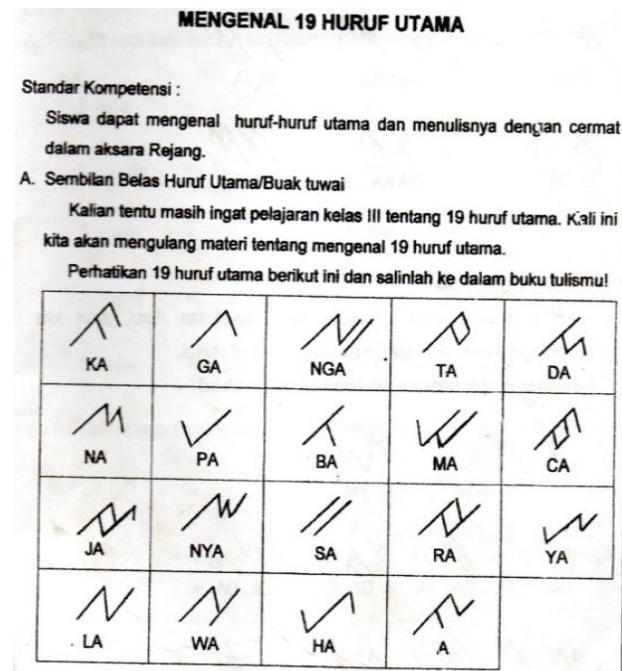 MENGENAL 19 HURUF UTAMA
Standar Kompetensi :
Siswa dapat mengenal huruf-huruf utama dan menulisnya dengan cermat
dalam aksara Rejang.
A. Sembilan Belas Huruf Utama/Buak tuwai
Kalian tentu masih ingat pelajaran kelas III tentang 19 huruf utama. Kali ini
kita akan mengulang materi tentang mengenal 19 huruf utama.
Perhatikan 19 huruf utama berikut ini dan salinlah ke dalam buku tulismu!
ꤰ ꤱ ꤲ ꤳ ꤴ
KA GA NGA TA DA
ꤵ ꤶ ꤷ ꤸ ꤹ
NA PA BA MA CA
ꤺ ꤻ ꤼ ꤽ ꤿ
JA NYA SA RA YA
ꤾ ꥀ ꥁ ꥆ
LA WA HA A